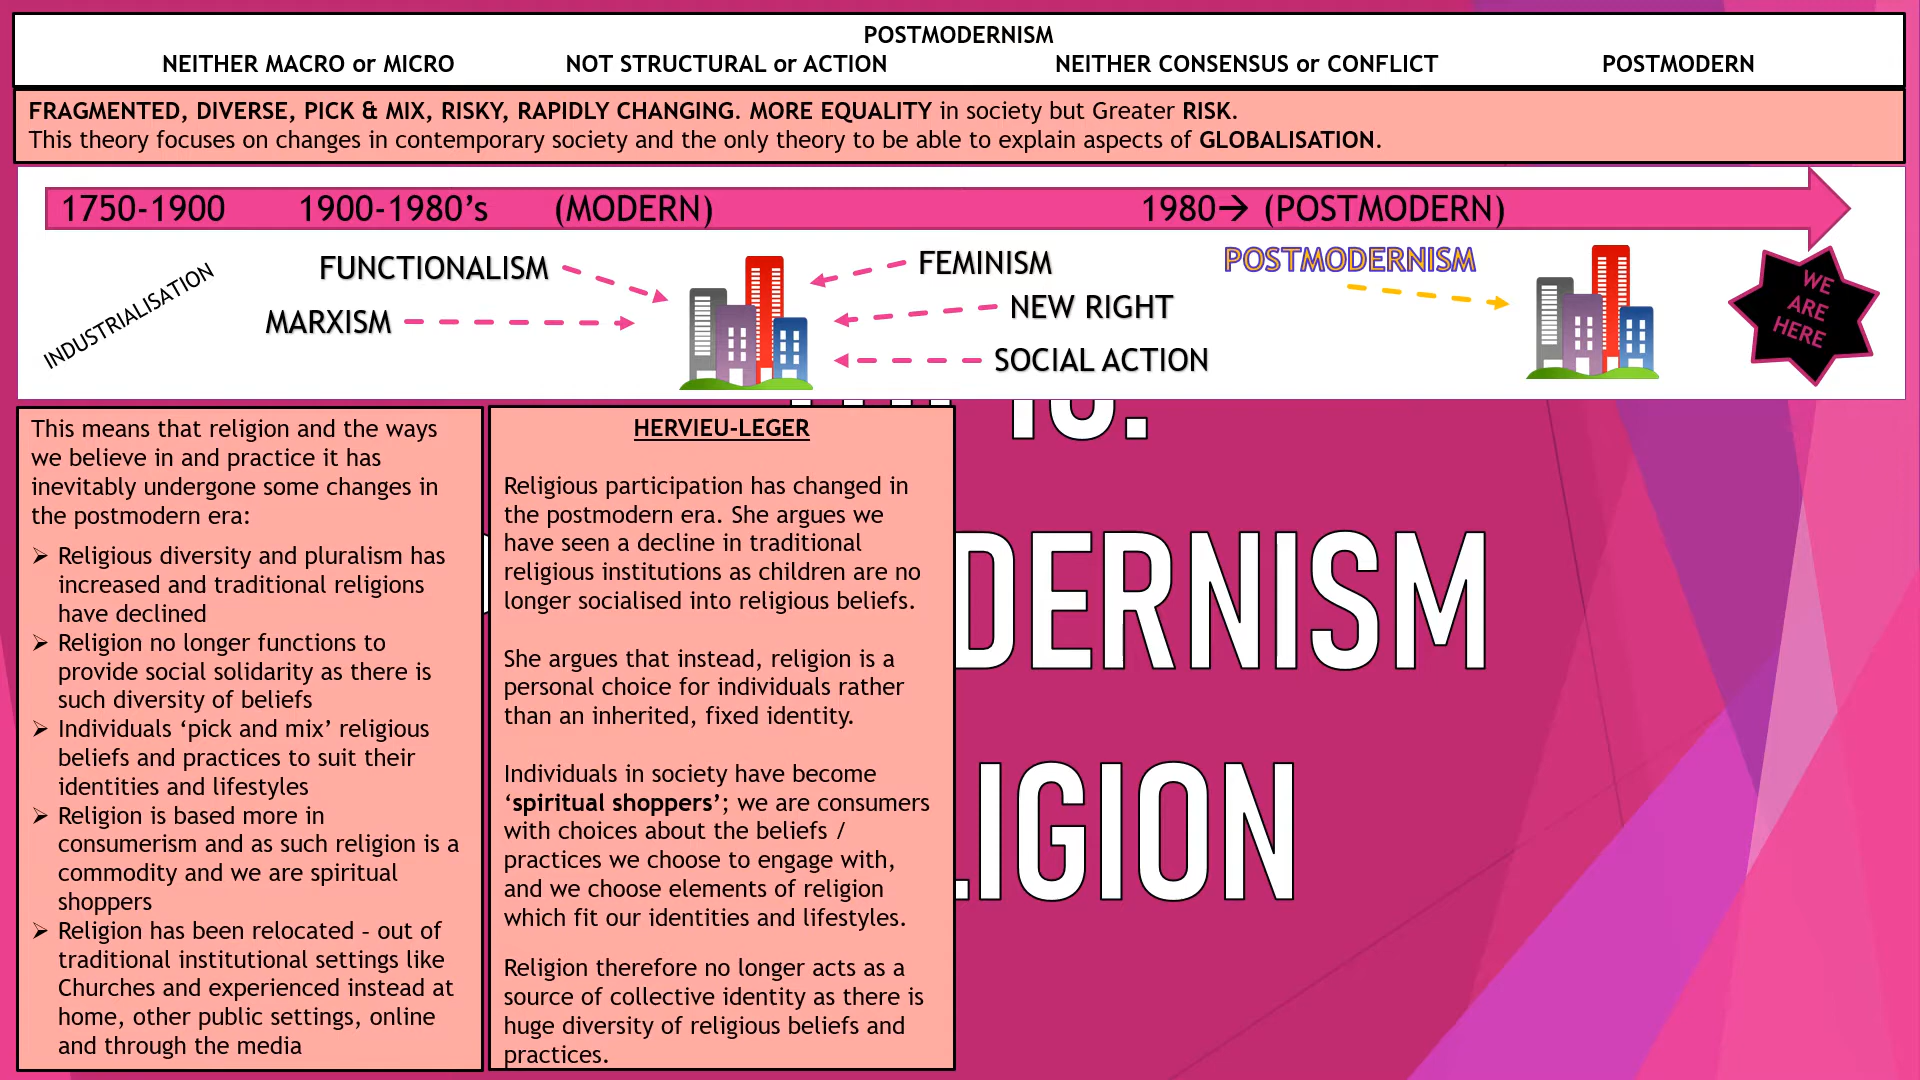 POSTMODERNISM
NEITHER MACRO or MICRO NOT STRUCTURAL or ACTION NEITHER CONSENSUS or CONFLICT POSTMODERN
FRAGMENTED, DIVERSE, PICK & MIX, RISKY, RAPIDLY CHANGING. MORE EQUALITY in society but Greater RISK.
This theory focuses on changes in contemporary society and the only theory to be able to explain aspects of GLOBALISATION.
1750-1900 1900-1980’s (MODERN) 1980→ (POSTMODERN)
INDUSTRIALISATION
FUNCTIONALISM
MARXISM
FEMINISM
NEW RIGHT
SOCIAL ACTION
POSTMODERNISM
WE
ARE
HERE
This means that religion and the ways
we believe in and practice it has
inevitably undergone some changes in
the postmodern era:
➢ Religious diversity and pluralism has
increased and traditional religions
have declined
➢ Religion no longer functions to
provide social solidarity as there is
such diversity of beliefs
➢ Individuals ‘pick and mix’ religious
beliefs and practices to suit their
identities and lifestyles
➢ Religion is based more in
consumerism and as such religion is a
commodity and we are spiritual
shoppers
➢ Religion has been relocated – out of
traditional institutional settings like
Churches and experienced instead at
home, other public settings, online
and through the media
HERVIEU-LEGER
Religious participation has changed in
the postmodern era. She argues we
have seen a decline in traditional
religious institutions as children are no
longer socialised into religious beliefs.
She argues that instead, religion is a
personal choice for individuals rather
than an inherited, fixed identity.
Individuals in society have become
‘spiritual shoppers’; we are consumers
with choices about the beliefs /
practices we choose to engage with,
and we choose elements of religion
which fit our identities and lifestyles.
Religion therefore no longer acts as a
source of collective identity as there is
huge diversity of religious beliefs and
practices.
DERNISM
LIGION